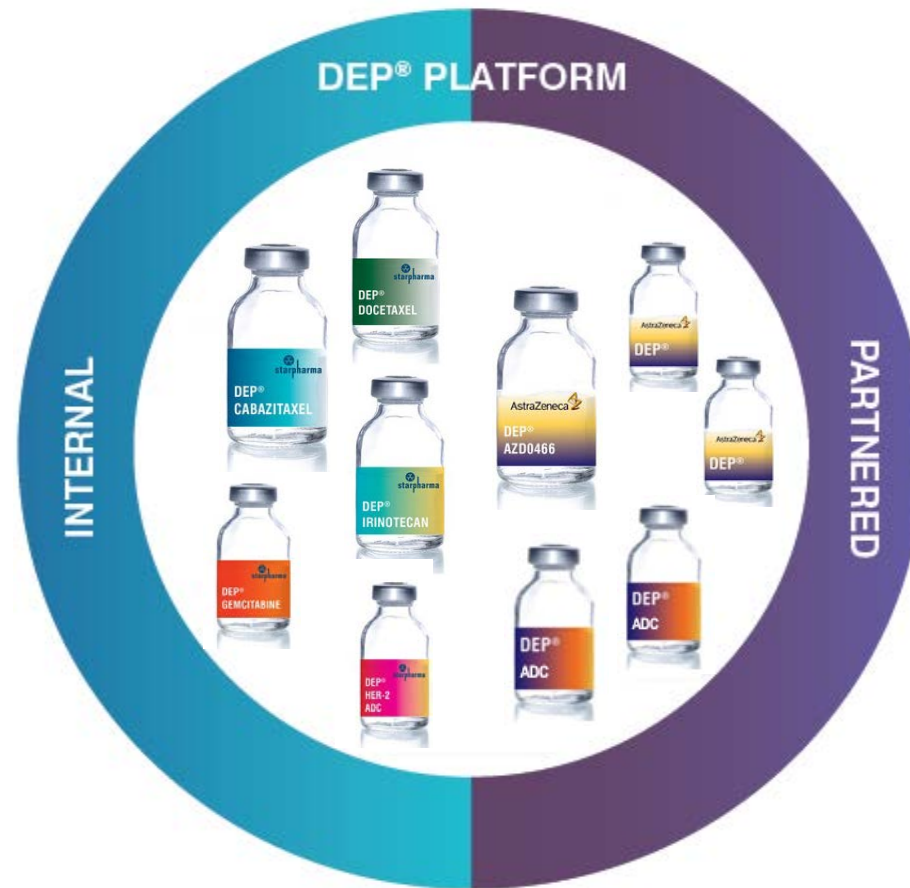 DEP® PLATFORM
INTERNAL
PARTNERED
starpharma
DEP®
DOCETAXEL
starpharma
DEP®
CABAZITAXEL
starpharma
DEP®
IRINOTECAN
starpharma
DEP®
GEMCITABINE
starpharma
DEP®
HER-2
ADC
AstraZeneca
DEP®
AZD0466
AstraZeneca
DEP®
AstraZeneca
DEP®
DEP®
ADC
DEP®
ADC